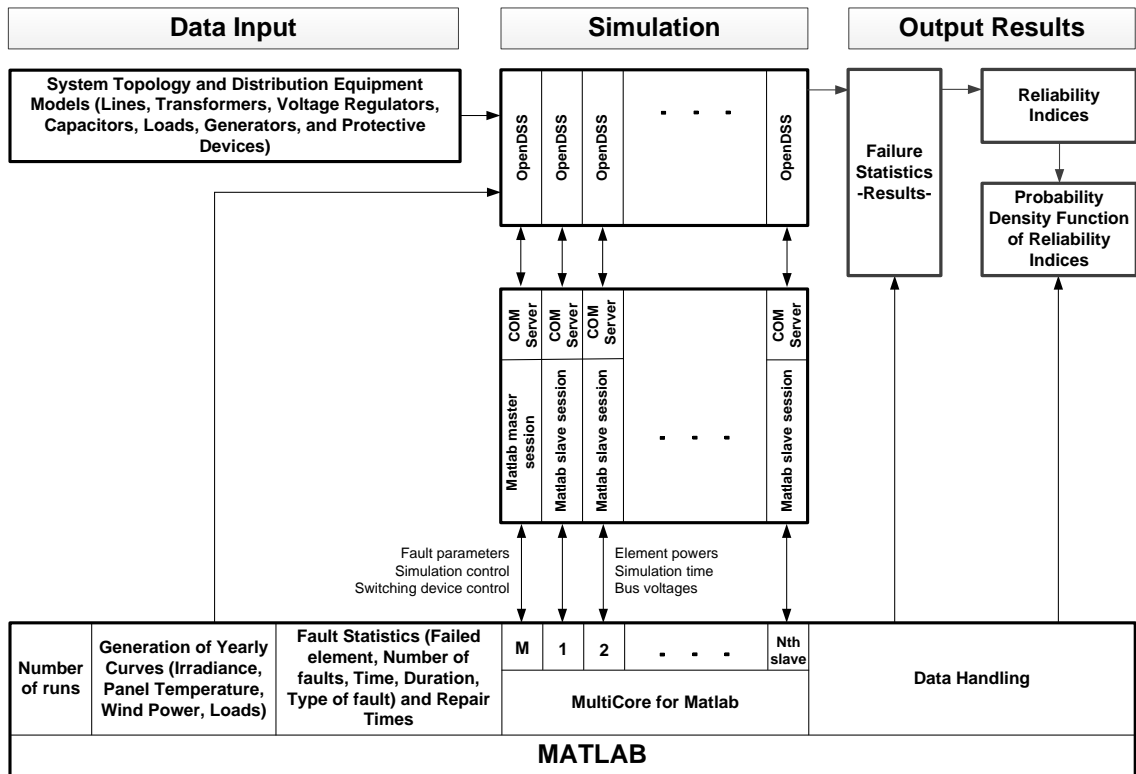 Data Input
Simulation
Output Results
System Topology and Distribution Equipment
Models (Lines, Transformers, Voltage Regulators,
Capacitors, Loads, Generators, and Protective
Devices)
OpenDSS
OpenDSS
OpenDSS
- - -
OpenDSS
Failure
Statistics
-Results-
Reliability
Indices
Probability
Density Function
of Reliability
Indices
COM
Server
COM
Server
COM
Server
COM
Server
Matlab master
session
Matlab slave session
Matlab slave session
- - -
Matlab slave session
Fault parameters
Simulation control
Switching device control
Element powers
Simulation time
Bus voltages
Number
of runs
Generation of Yearly
Curves (Irradiance,
Panel Temperature,
Wind Power, Loads)
Fault Statistics (Failed
element, Number of
faults, Time, Duration,
Type of fault) and Repair
Times
M
1
2
- - -
Nth
slave
MultiCore for Matlab
Data Handling
MATLAB